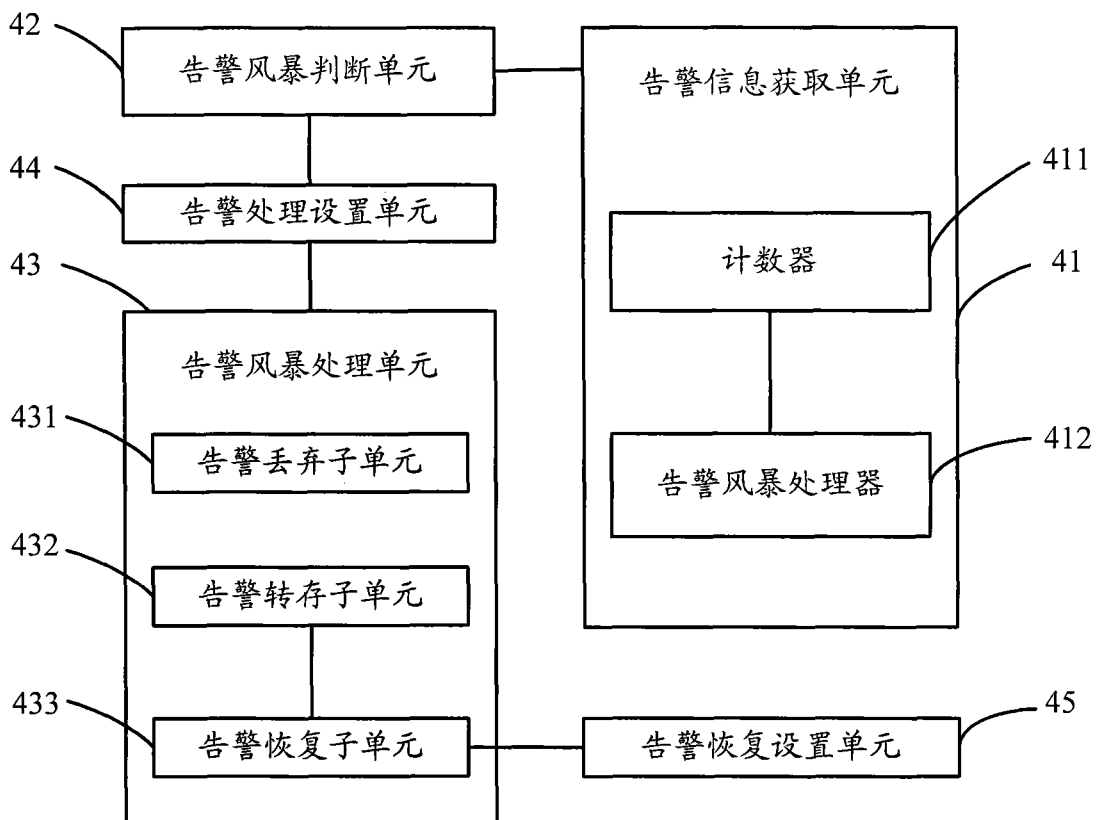 42
告警风暴判断单元
告警信息获取单元
44
告警处理设置单元
411
计数器
43
41
告警风暴处理单元
431
告警丢弃子单元
412
告警风暴处理器
432
告警转存子单元
433
告警恢复子单元
45
告警恢复设置单元